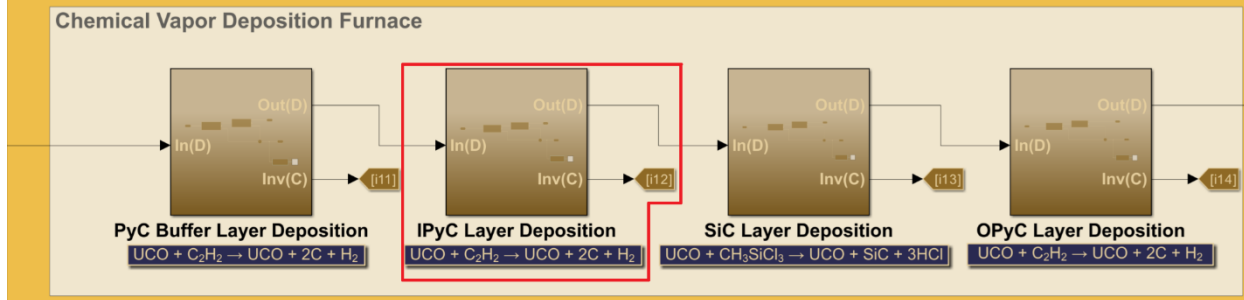 Chemical Vapor Deposition Furnace
Out(D)
In(D)
Inv(C)
[i11]
PyC Buffer Layer Deposition
UCO + C₂H₂ → UCO + 2C + H₂
Out(D)
In(D)
Inv(C)
[i12]
IPyC Layer Deposition
UCO + C₂H₂ → UCO + 2C + H₂
Out(D)
In(D)
Inv(C)
[i13]
SiC Layer Deposition
UCO + CH₃SiCl₃ → UCO + SiC + 3HCl
Out(D)
In(D)
Inv(C)
[i14]
OPyC Layer Deposition
UCO + C₂H₂ → UCO + 2C + H₂